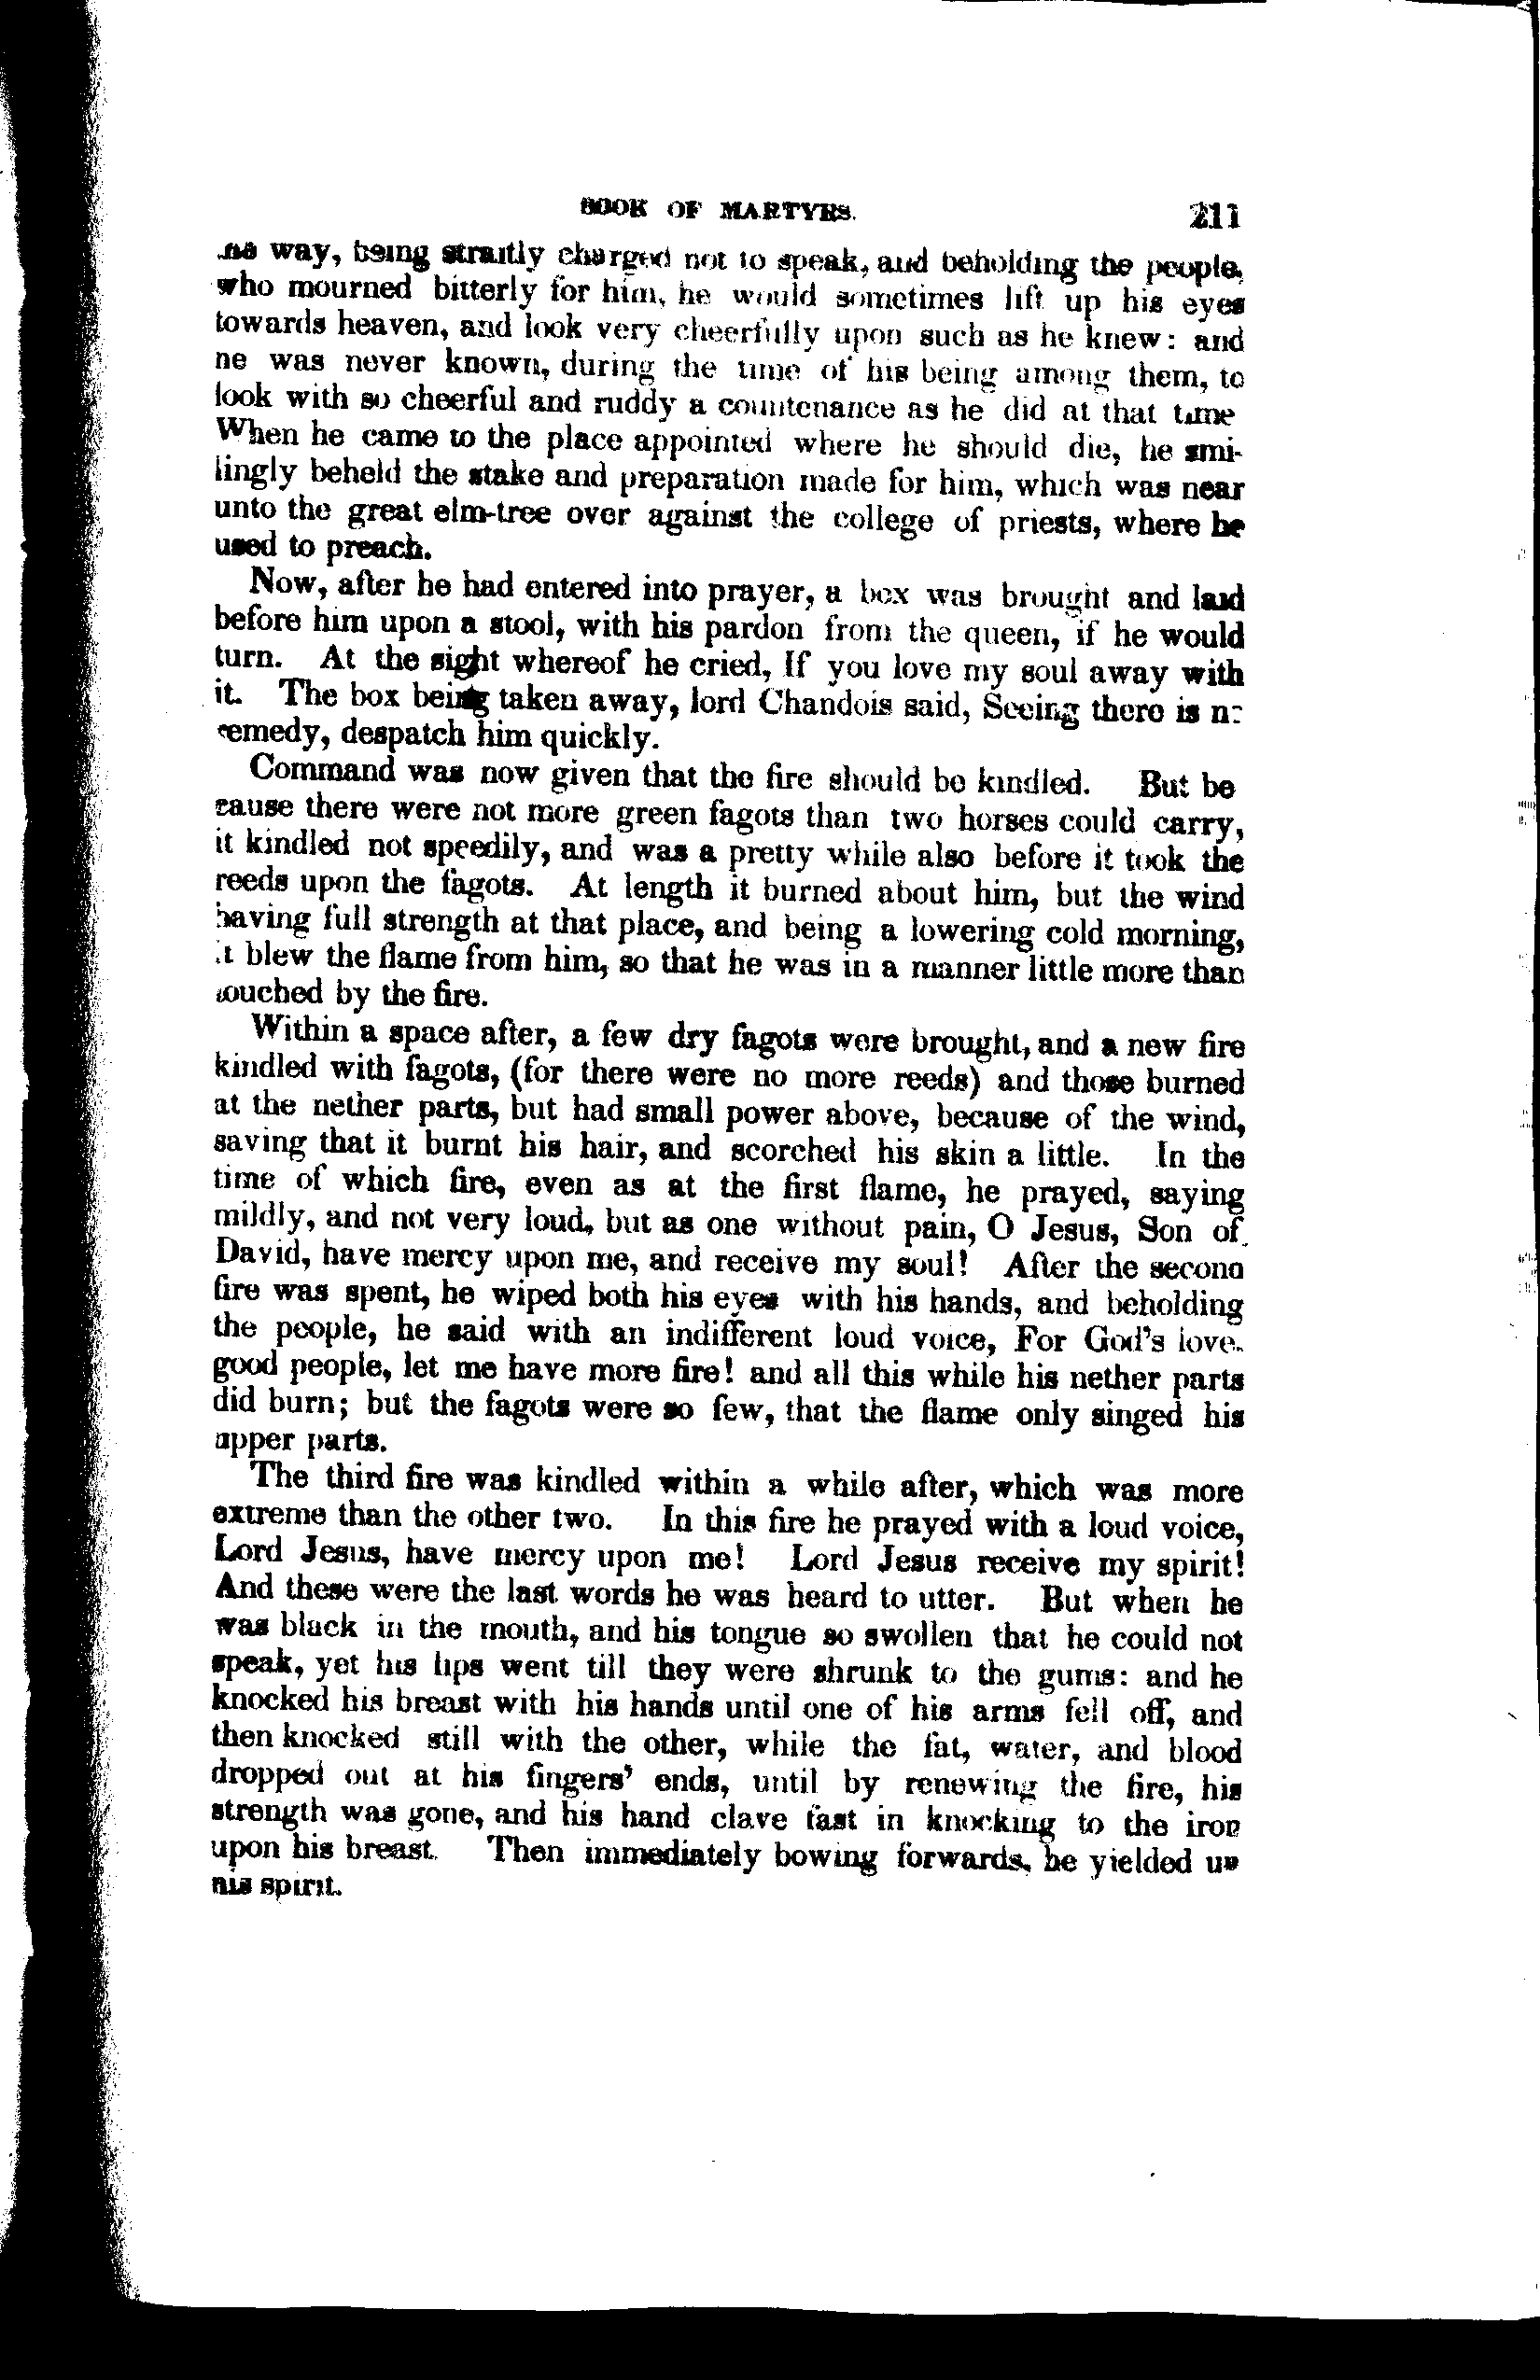 BOOK OF MARTYRS. 211
way, being straitly charged not to speak, and beholding the people,
who mourned bitterly for him, he would sometimes lift up his eyes
towards heaven, and look very cheerfully upon such as he knew: and
ne was never known, during the time of his being among them, to
look with so cheerful and ruddy a countenance as he did at that time
When he came to the place appointed where he should die, he smi-
lingly beheld the stake and preparation made for him, which was near
unto the great elm-tree over against the college of priests, where he
used to preach.
Now, after he had entered into prayer, a box was brought and laid
before him upon a stool, with his pardon from the queen, if he would
turn. At the sight whereof he cried, If you love my soul away with
it. The box being taken away, lord Chandois said, Seeing there is
remedy, despatch him quickly.
Command was now given that the fire should be kindled. But be
cause there were not more green fagots than two horses could carry,
it kindled not speedily, and was a pretty while also before it took the
reeds upon the fagots. At length it burned about him, but the wind
having full strength at that place, and being a lowering cold morning,
it blew the flame from him, so that he was in a manner little more than
touched by the fire.
Within a space after, a few dry fagots were brought, and a new fire
kindled with fagots, (for there were no more reeds) and those burned
at the nether parts, but had small power above, because of the wind,
saving that it burnt his hair, and scorched his skin a little. In the
time of which fire, even as at the first flame, he prayed, saying
mildly, and not very loud, but as one without pain, O Jesus, Son of
David, have mercy upon me, and receive my soul! After the second
fire was spent, he wiped both his eyes with his hands, and beholding
the people, he said with an indifferent loud voice, For God's love,
good people, let me have more fire! and all this while his nether parts
did burn; but the fagots were so few, that the flame only singed his
upper parts.
The third fire was kindled within a while after, which was more
extreme than the other two. In this fire he prayed with a loud voice,
Lord Jesus, have mercy upon me! Lord Jesus receive my spirit!
And these were the last words he was heard to utter. But when he
was black in the mouth, and his tongue so swollen that he could not
speak, yet his lips went till they were shrunk to the gums: and he
knocked his breast with his hands until one of his arms fell off, and
then knocked still with the other, while the fat, water, and blood
dropped out at his fingers' ends, until by renewing the fire, his
strength was gone, and his hand clave fast in knocking to the iron
upon his breast. Then immediately bowing forwards, he yielded up
his spirit.